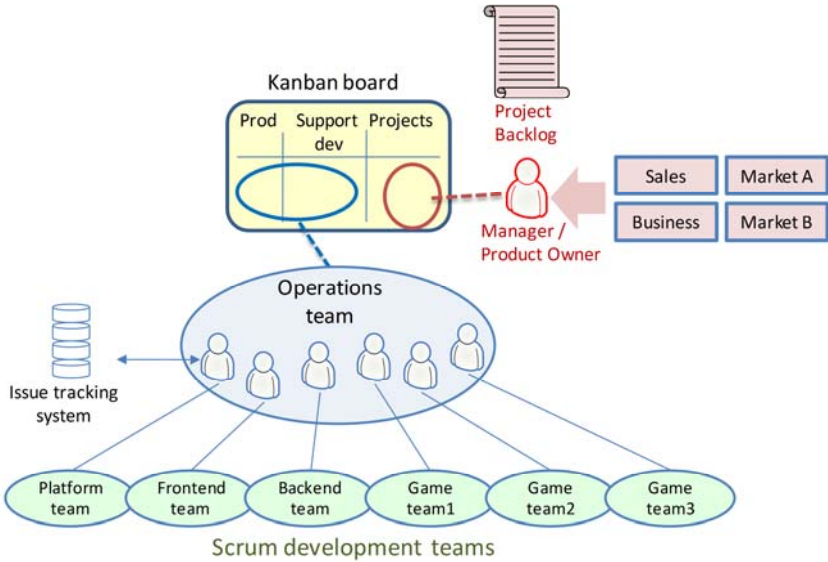 Kanban board
Prod Support Projects
dev
Project
Backlog
Sales Market A
Business Market B
Manager /
Product Owner
Operations
team
Issue tracking
system
Platform Frontend Backend Game Game Game
team team team team1 team2 team3
Scrum development teams